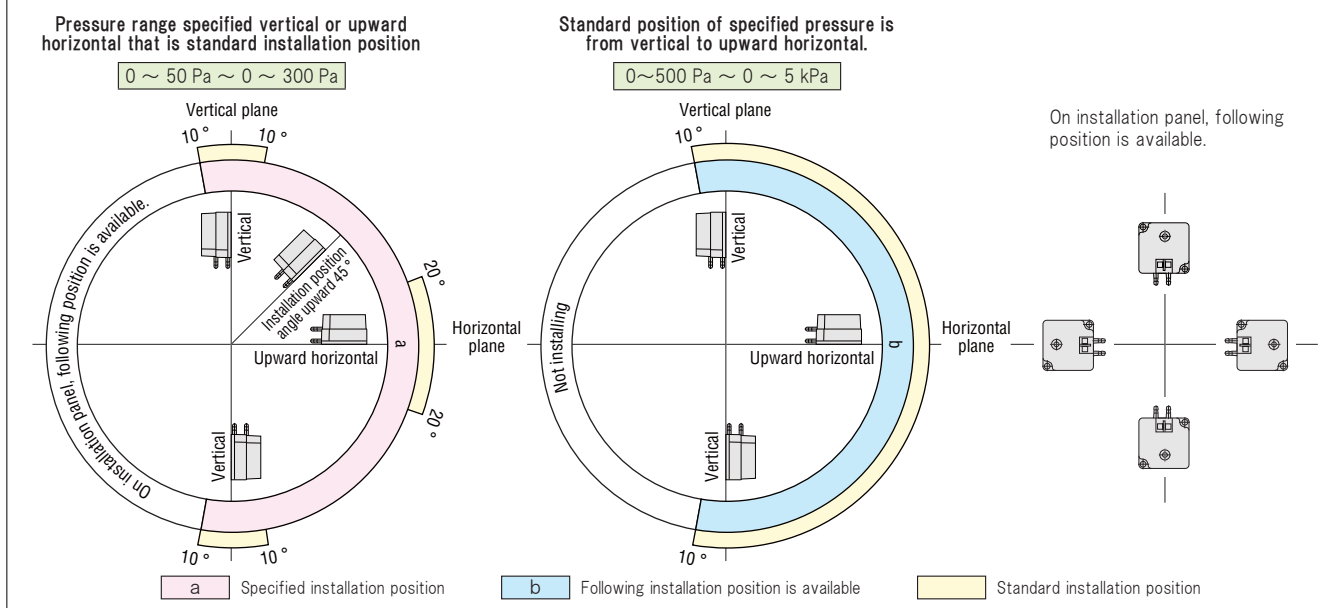 Pressure range specified vertical or upward
horizontal that is standard installation position
0 ～ 50 Pa ～ 0 ～ 300 Pa
Vertical plane
10 °
10 °
On installation panel, following position is available.
Vertical
Installation position
angle upward 45 °
20 °
Upward horizontal
a
Horizontal
plane
20 °
Vertical
10 °
10 °
Standard position of specified pressure is
from vertical to upward horizontal.
0～500 Pa ～ 0 ～ 5 kPa
Vertical plane
10 °
Not installing
Vertical
Upward horizontal
b
Horizontal
plane
Vertical
10 °
On installation panel, following
position is available.
a Specified installation position
b Following installation position is available
Standard installation position